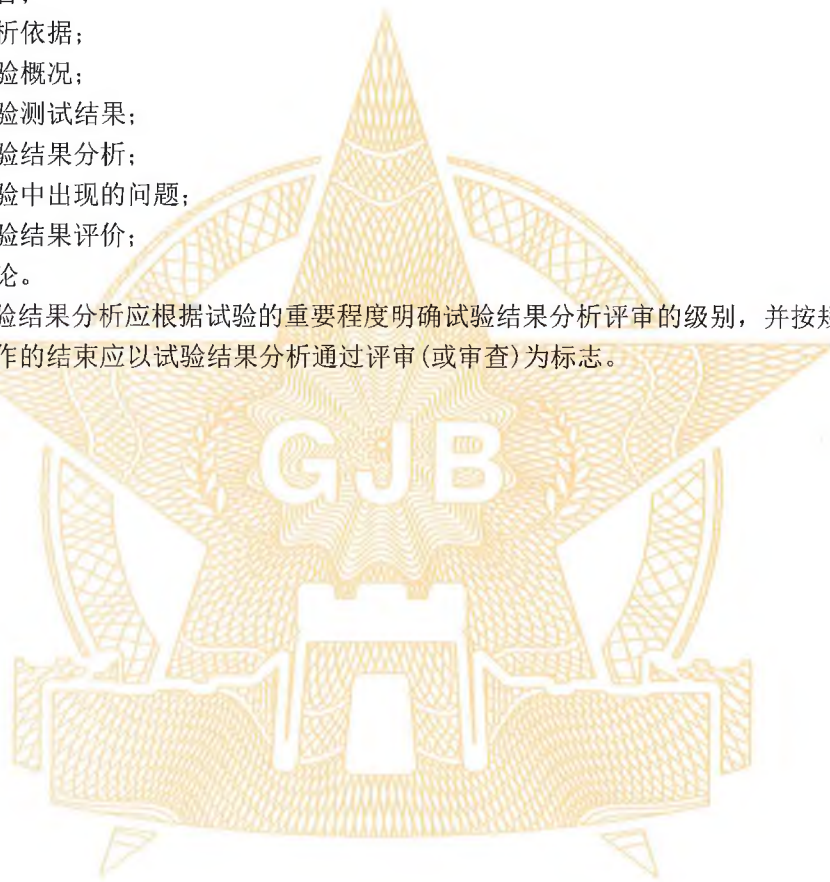 析依据；
验概况；
验测试结果；
验结果分析；
验中出现的问题；
验结果评价；
论。
验结果分析应根据试验的重要程度明确试验结果分析评审的级别，并按规
作的结束应以试验结果分析通过评审(或审查)为标志。
GJB